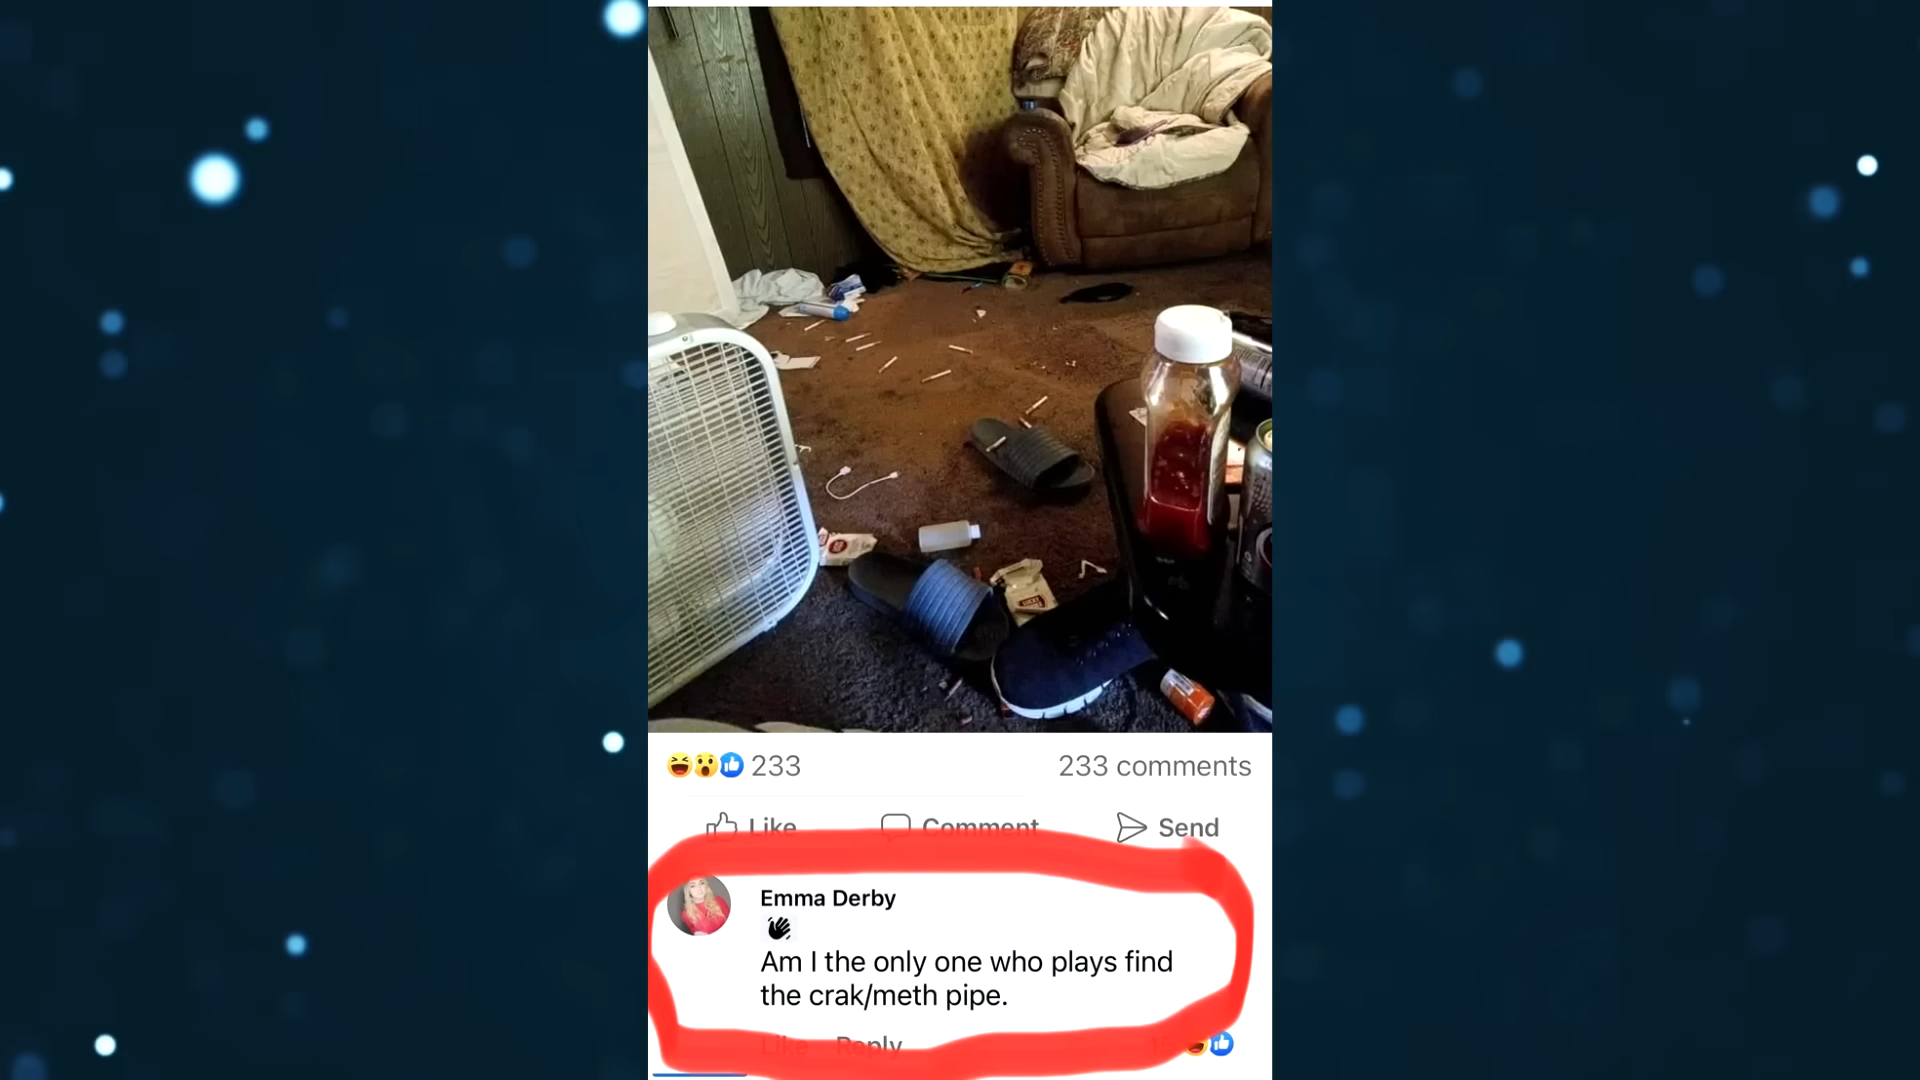 233
233 comments
Like
Comment
Send
Emma Derby
Am I the only one who plays find
the crak/meth pipe.
Like Reply